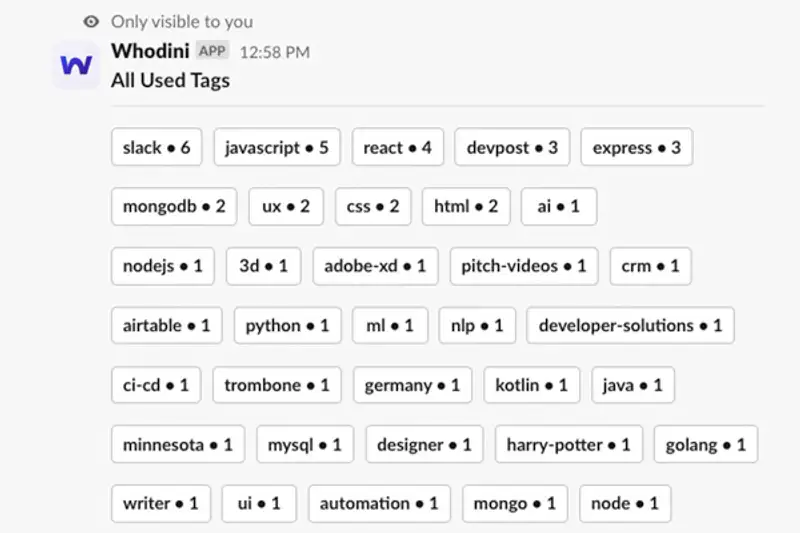 Only visible to you
Whodini APP 12:58 PM
All Used Tags
slack • 6 javascript • 5 react • 4 devpost • 3 express • 3
mongodb • 2 ux • 2 css • 2 html • 2 ai • 1
nodejs • 1 3d • 1 adobe-xd • 1 pitch-videos • 1 crm • 1
airtable • 1 python • 1 ml • 1 nlp • 1 developer-solutions • 1
ci-cd • 1 trombone • 1 germany • 1 kotlin • 1 java • 1
minnesota • 1 mysql • 1 designer • 1 harry-potter • 1 golang • 1
writer • 1 ui • 1 automation • 1 mongo • 1 node • 1